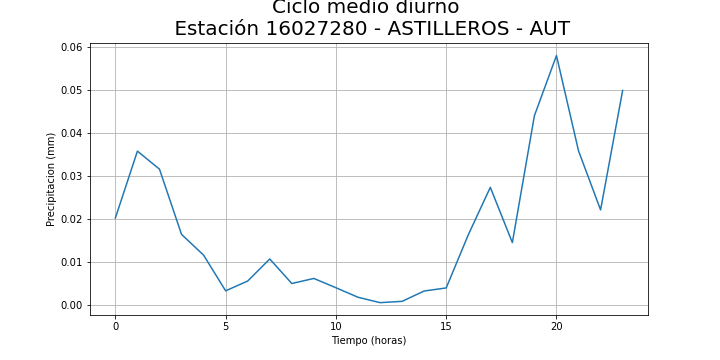 Ciclo medio diurno
Estación 16027280 - ASTILLEROS - AUT
0.06
0.05
0.04
0.03
0.02
0.01
0.00
Precipitacion (mm)
0 5 10 15 20
Tiempo (horas)